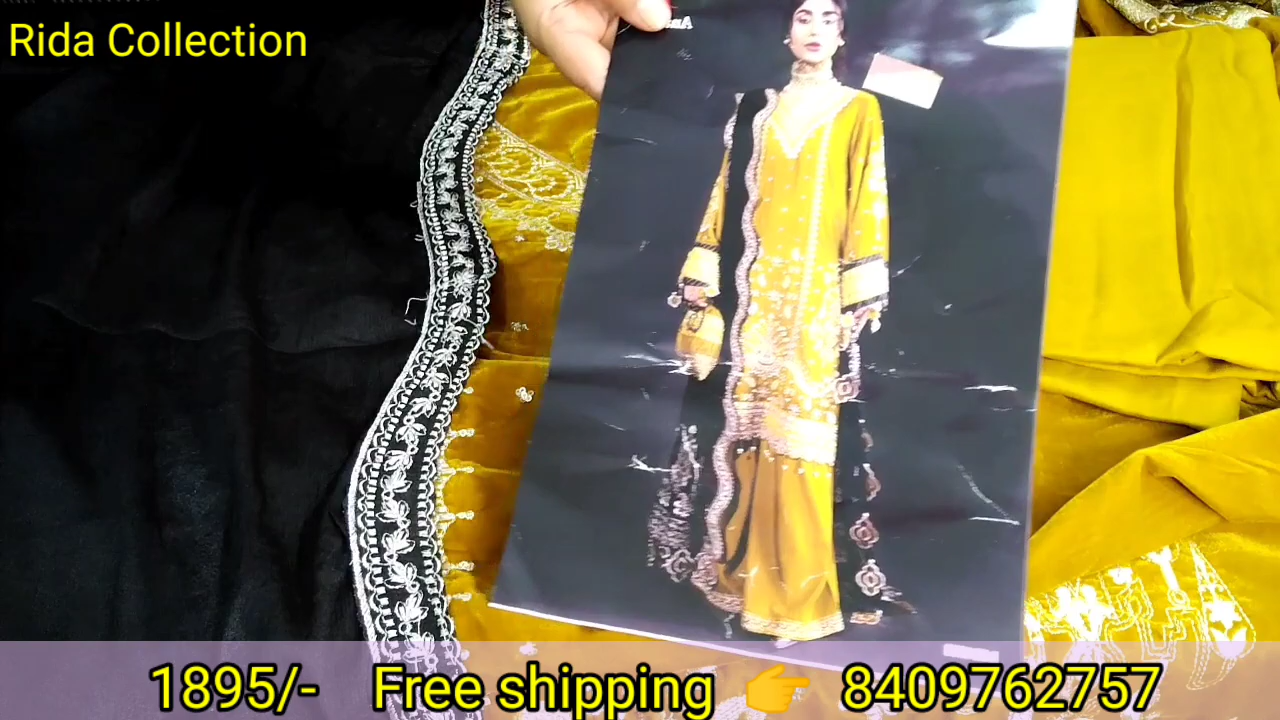 Rida Collection
1895/- Free shipping 👉 8409762757